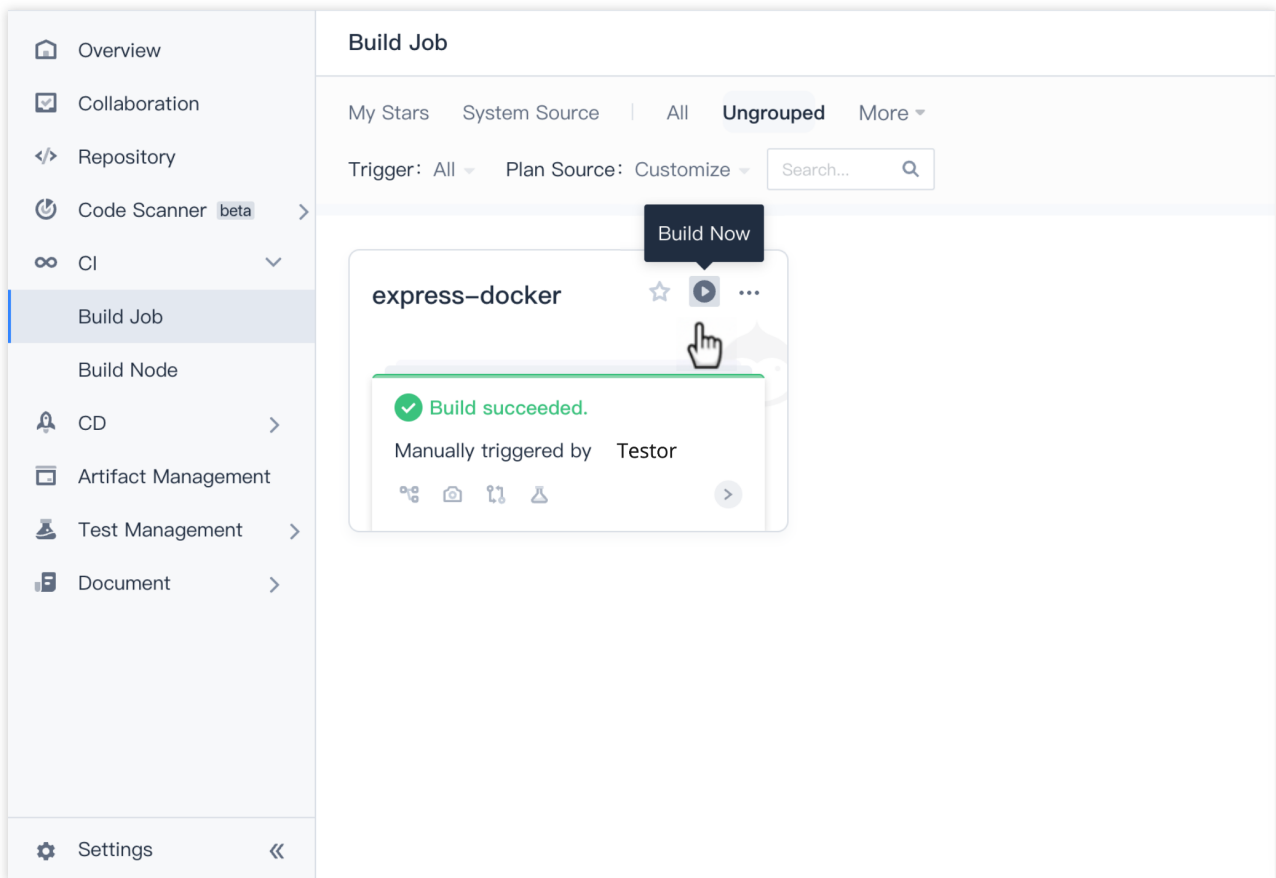 Overview
Collaboration
Repository
Code Scanner beta
CI
Build Job
Build Node
CD
Artifact Management
Test Management
Document
Settings
Build Job
My Stars System Source All Ungrouped More
Trigger: All Plan Source: Customize Search...
Build Now
express-docker
Build succeeded.
Manually triggered by Testor